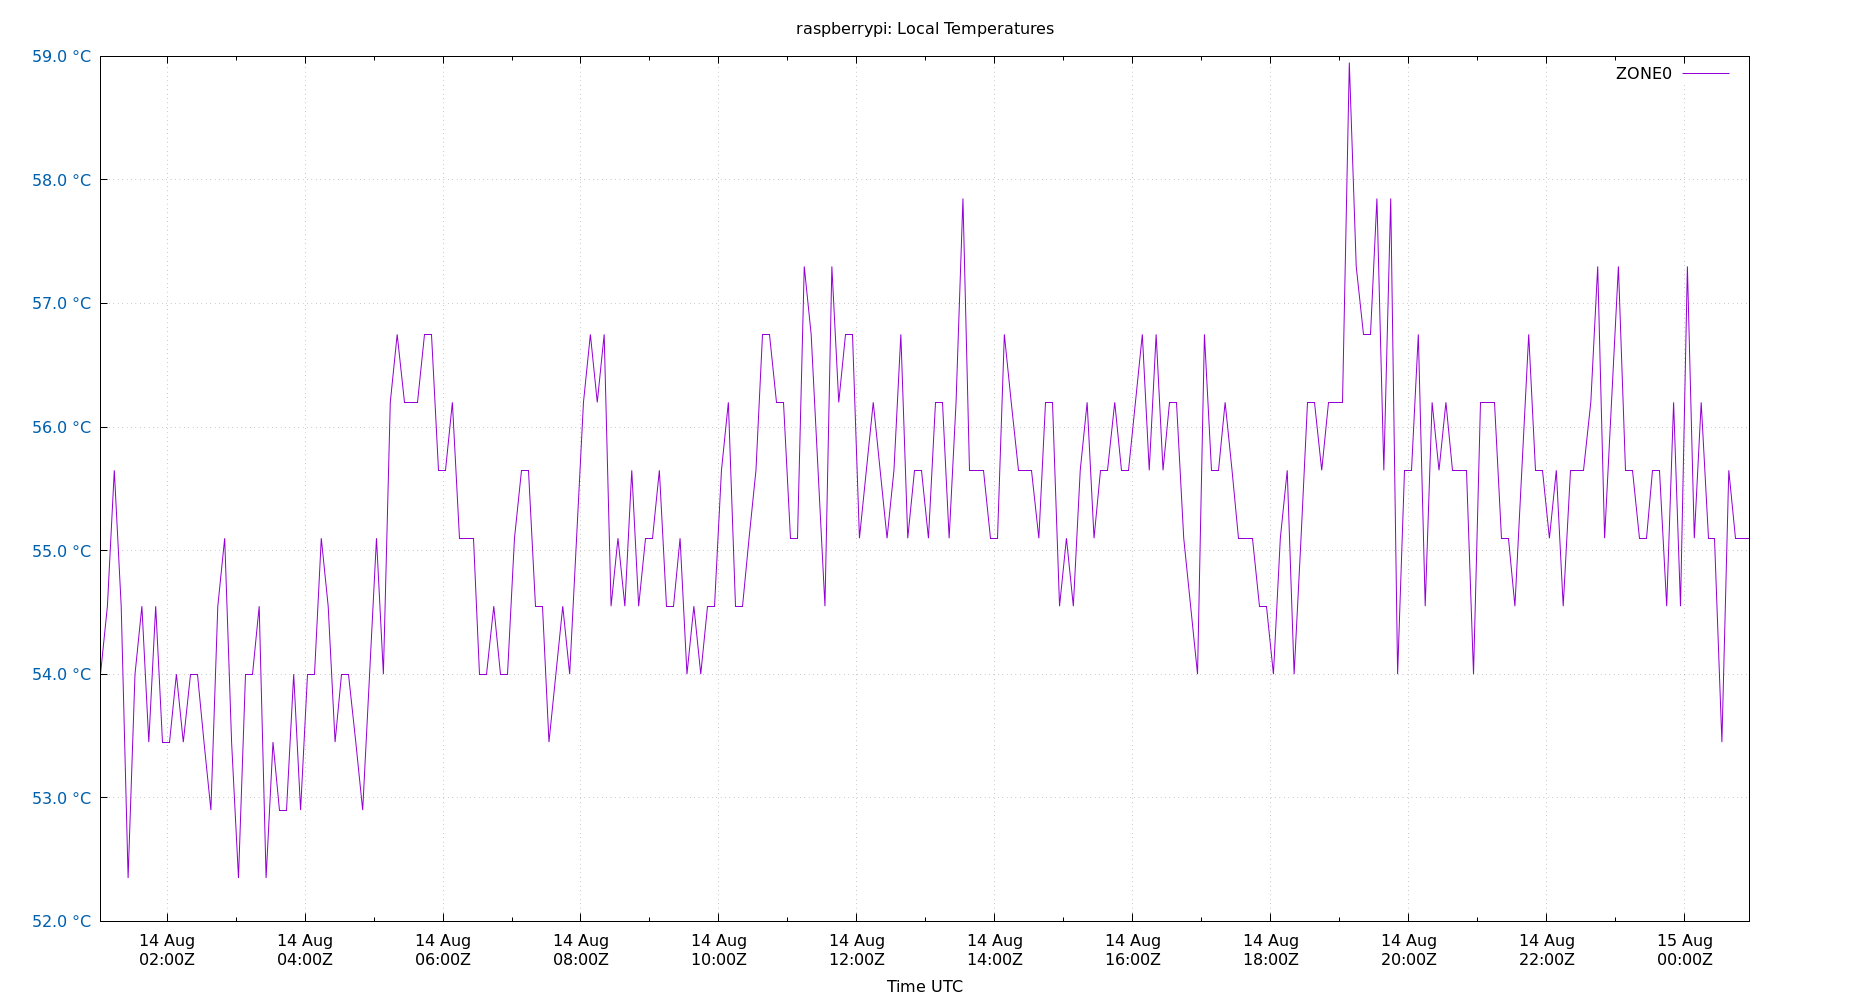 raspberrypi: Local Temperatures
59.0 °C
58.0 °C
57.0 °C
56.0 °C
55.0 °C
54.0 °C
53.0 °C
52.0 °C
ZONE0
14 Aug 14 Aug 14 Aug 14 Aug 14 Aug 14 Aug 14 Aug 14 Aug 14 Aug 14 Aug 14 Aug 15 Aug
02:00Z 04:00Z 06:00Z 08:00Z 10:00Z 12:00Z 14:00Z 16:00Z 18:00Z 20:00Z 22:00Z 00:00Z
Time UTC